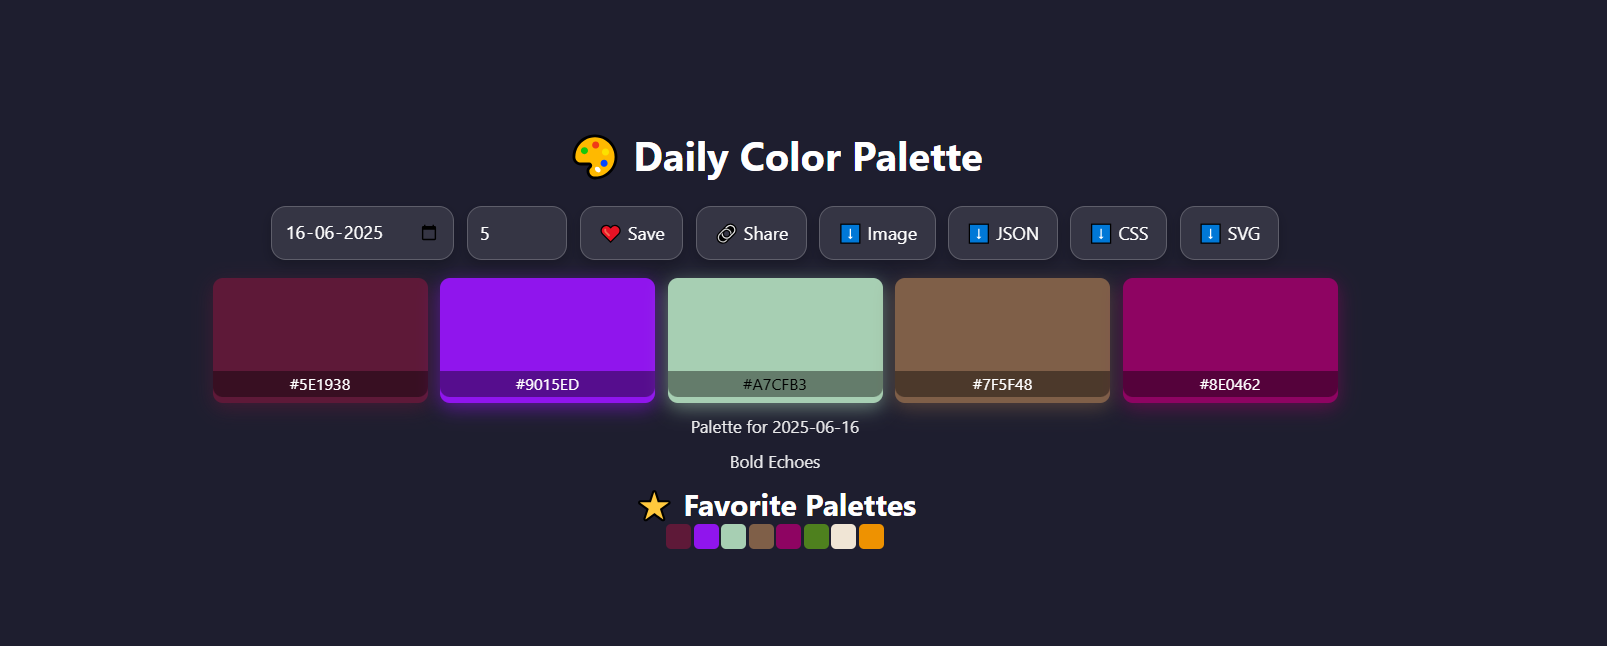 Daily Color Palette
16-06-2025 5 Save Share Image JSON CSS SVG
#5E1938 #9015ED #A7CFB3 #7F5F48 #8E0462
Palette for 2025-06-16
Bold Echoes
Favorite Palettes